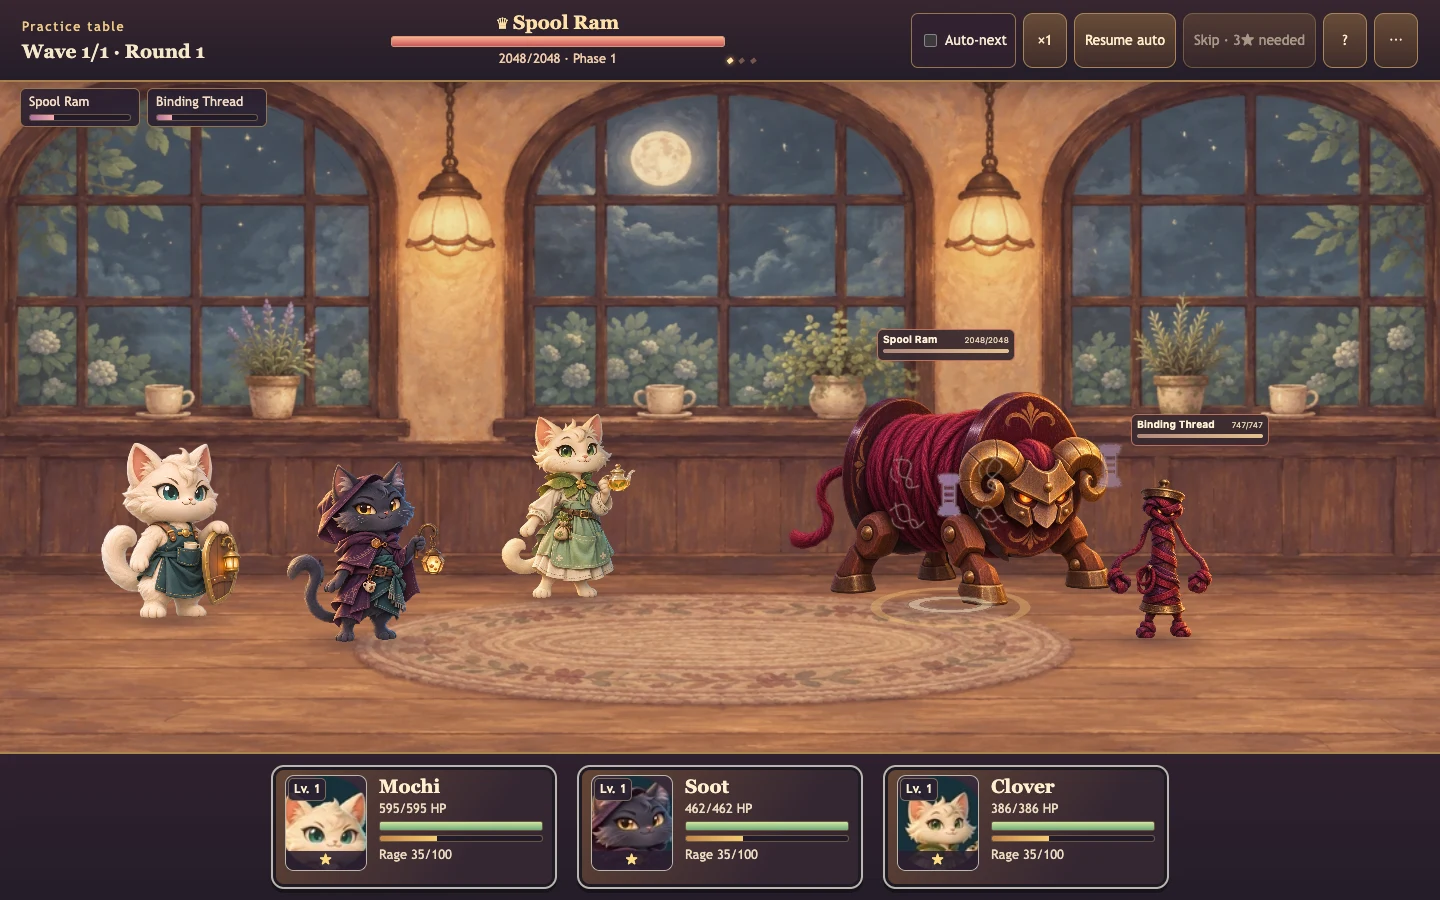 Practice table
Wave 1/1 · Round 1
♛ Spool Ram
2048/2048 · Phase 1
Auto-next
×1
Resume auto
Skip · 3★ needed
?
...
Spool Ram
Binding Thread
Spool Ram 2048/2048
Binding Thread 747/747
Lv. 1
Mochi
595/595 HP
Rage 35/100
Lv. 1
Soot
462/462 HP
Rage 35/100
Lv. 1
Clover
386/386 HP
Rage 35/100